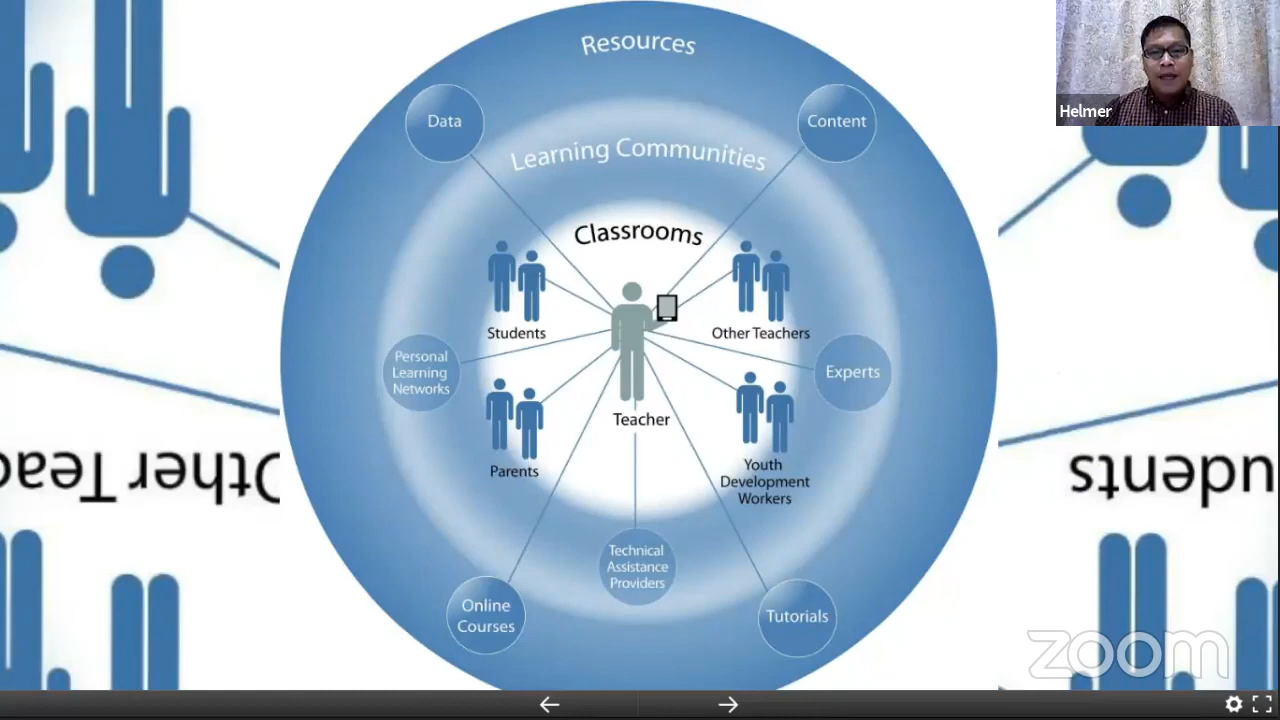 Resources
Data
Content
Helmer
Learning Communities
Classrooms
Students
Other Teachers
Personal
Learning
Networks
Experts
Teacher
Parents
Youth
Development
Workers
Technical
Assistance
Providers
Online
Courses
Tutorials
zoom